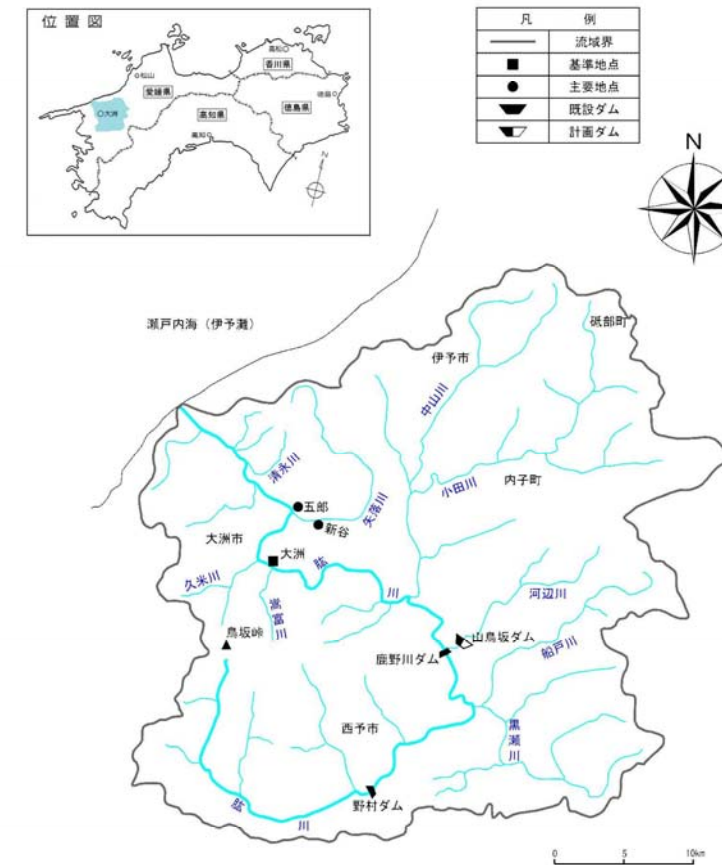 位置図
高松
香川県
松山
愛媛県
徳島
徳島県
大洲
高知県
高知
N
凡 例
流域界
基準地点
主要地点
既設ダム
計画ダム
N
瀬戸内海（伊予灘）
砥部町
伊予市
中山川
清永川
小田川
内子町
矢落川
五郎
新谷
大洲市
大洲
肱川
久米川
嵩富川
河辺川
鳥坂峠
山鳥坂ダム
鹿野川ダム
船戸川
西予市
黒瀬川
野村ダム
肱川
0 5 10km